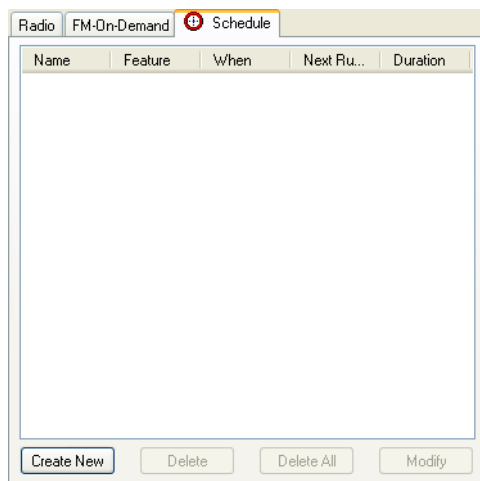 Radio FM-On-Demand Schedule
Name Feature When Next Ru... Duration
Create New Delete Delete All Modify